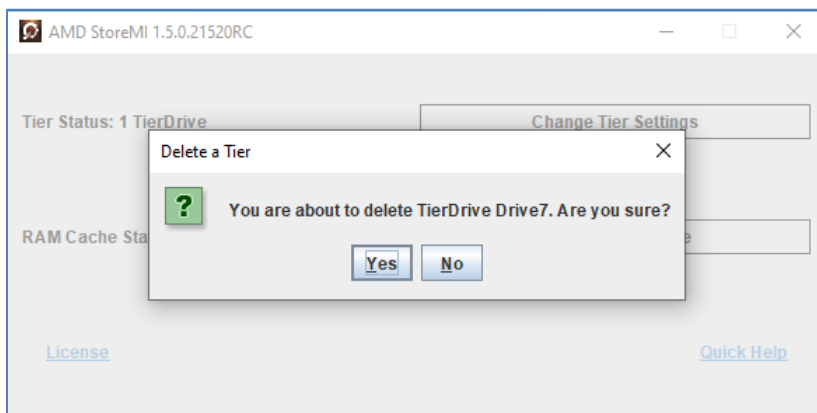 AMD StoreMI 1.5.0.21520RC
Tier Status: 1 TierDrive
Change Tier Settings
Delete a Tier
? You are about to delete TierDrive Drive7. Are you sure?
RAM Cache Sta
Yes No
License
Quick Help